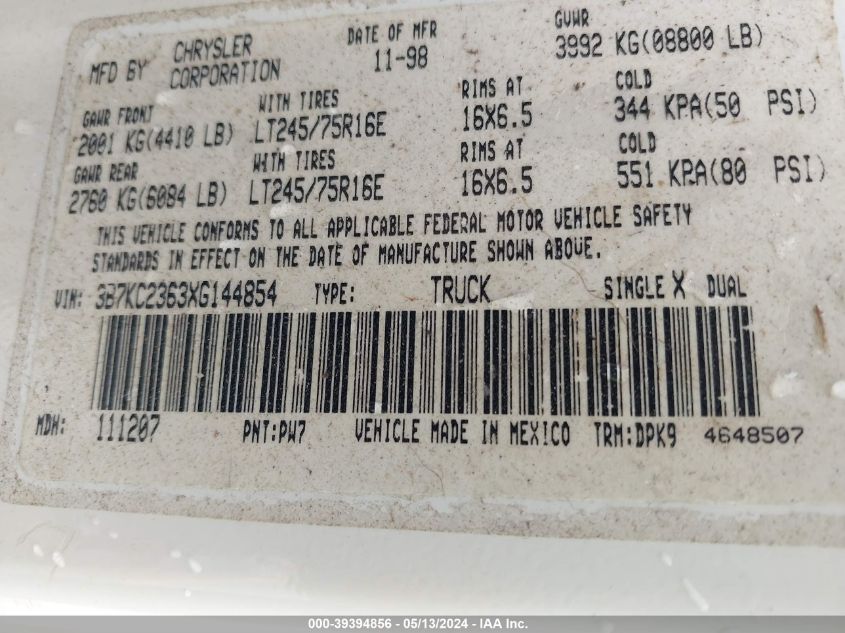 MFD BY CHRYSLER CORPORATION DATE OF MFR 11-98 GVWR 3992 KG(08800 LB)
GAWR FRONT WITH TIRES RIMS AT COLD
2001 KG(4410 LB) LT245/75R16E 16X6.5 344 KPA(50 PSI)
GAWR REAR WITH TIRES RIMS AT COLD
2760 KG(6084 LB) LT245/75R16E 16X6.5 551 KPA(80 PSI)
THIS VEHICLE CONFORMS TO ALL APPLICABLE FEDERAL MOTOR VEHICLE SAFETY
STANDARDS IN EFFECT ON THE DATE OF MANUFACTURE SHOWN ABOVE.
VIN: 3B7KC2363XG144854 TYPE: TRUCK SINGLE X DUAL
MDH: 111207 PNT:PW7 VEHICLE MADE IN MEXICO TRM:DPK9 4648507
000-39394856 - 05/13/2024 - IAA Inc.